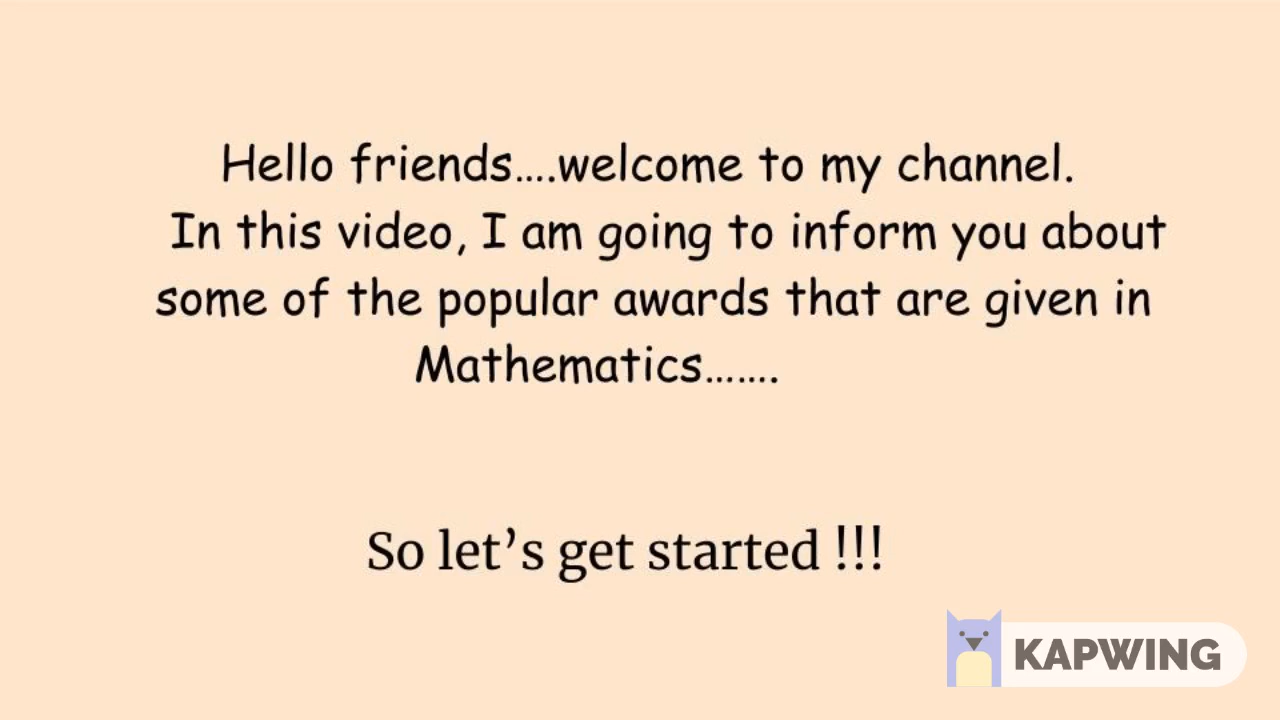 Hello friends....welcome to my channel.
In this video, I am going to inform you about
some of the popular awards that are given in
Mathematics.......
So let’s get started !!!
KAPWING